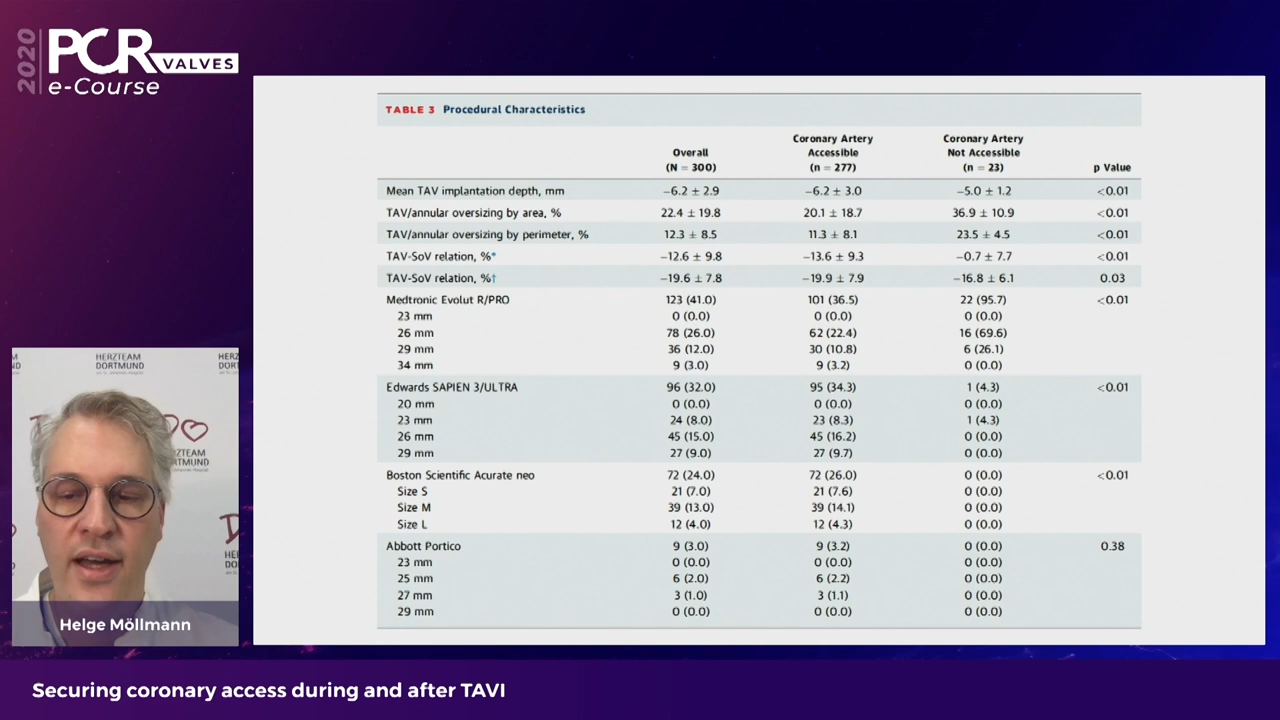 2020
PCR
VALVES
e-Course
TABLE 3 Procedural Characteristics
Overall (N = 300) Coronary Artery Accessible (n = 277) Coronary Artery Not Accessible (n = 23) p Value
Mean TAV implantation depth, mm −6.2 ± 2.9 −6.2 ± 3.0 −5.0 ± 1.2 <0.01
TAV/annular oversizing by area, % 22.4 ± 19.8 20.1 ± 18.7 36.9 ± 10.9 <0.01
TAV/annular oversizing by perimeter, % 12.3 ± 8.5 11.3 ± 8.1 23.5 ± 4.5 <0.01
TAV-SoV relation, %* −12.6 ± 9.8 −13.6 ± 9.3 −0.7 ± 7.7 <0.01
TAV-SoV relation, %† −19.6 ± 7.8 −19.9 ± 7.9 −16.8 ± 6.1 0.03
Medtronic Evolut R/PRO 123 (41.0) 101 (36.5) 22 (95.7) <0.01
23 mm 0 (0.0) 0 (0.0) 0 (0.0)
26 mm 78 (26.0) 62 (22.4) 16 (69.6)
29 mm 36 (12.0) 30 (10.8) 6 (26.1)
34 mm 9 (3.0) 9 (3.2) 0 (0.0)
Edwards SAPIEN 3/ULTRA 96 (32.0) 95 (34.3) 1 (4.3) <0.01
20 mm 0 (0.0) 0 (0.0) 0 (0.0)
23 mm 24 (8.0) 23 (8.3) 1 (4.3)
26 mm 45 (15.0) 45 (16.2) 0 (0.0)
29 mm 27 (9.0) 27 (9.7) 0 (0.0)
Boston Scientific Acurate neo 72 (24.0) 72 (26.0) 0 (0.0) <0.01
Size S 21 (7.0) 21 (7.6) 0 (0.0)
Size M 39 (13.0) 39 (14.1) 0 (0.0)
Size L 12 (4.0) 12 (4.3) 0 (0.0)
Abbott Portico 9 (3.0) 9 (3.2) 0 (0.0) 0.38
23 mm 0 (0.0) 0 (0.0) 0 (0.0)
25 mm 6 (2.0) 6 (2.2) 0 (0.0)
27 mm 3 (1.0) 3 (1.1) 0 (0.0)
29 mm 0 (0.0) 0 (0.0) 0 (0.0)
HERZTEAM
DORTMUND
Helge Möllmann
Securing coronary access during and after TAVI